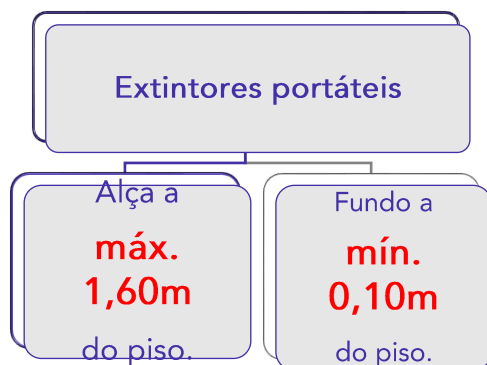 Extintores portáteis
Alça a
máx.
1,60m
do piso.
Fundo a
mín.
0,10m
do piso.